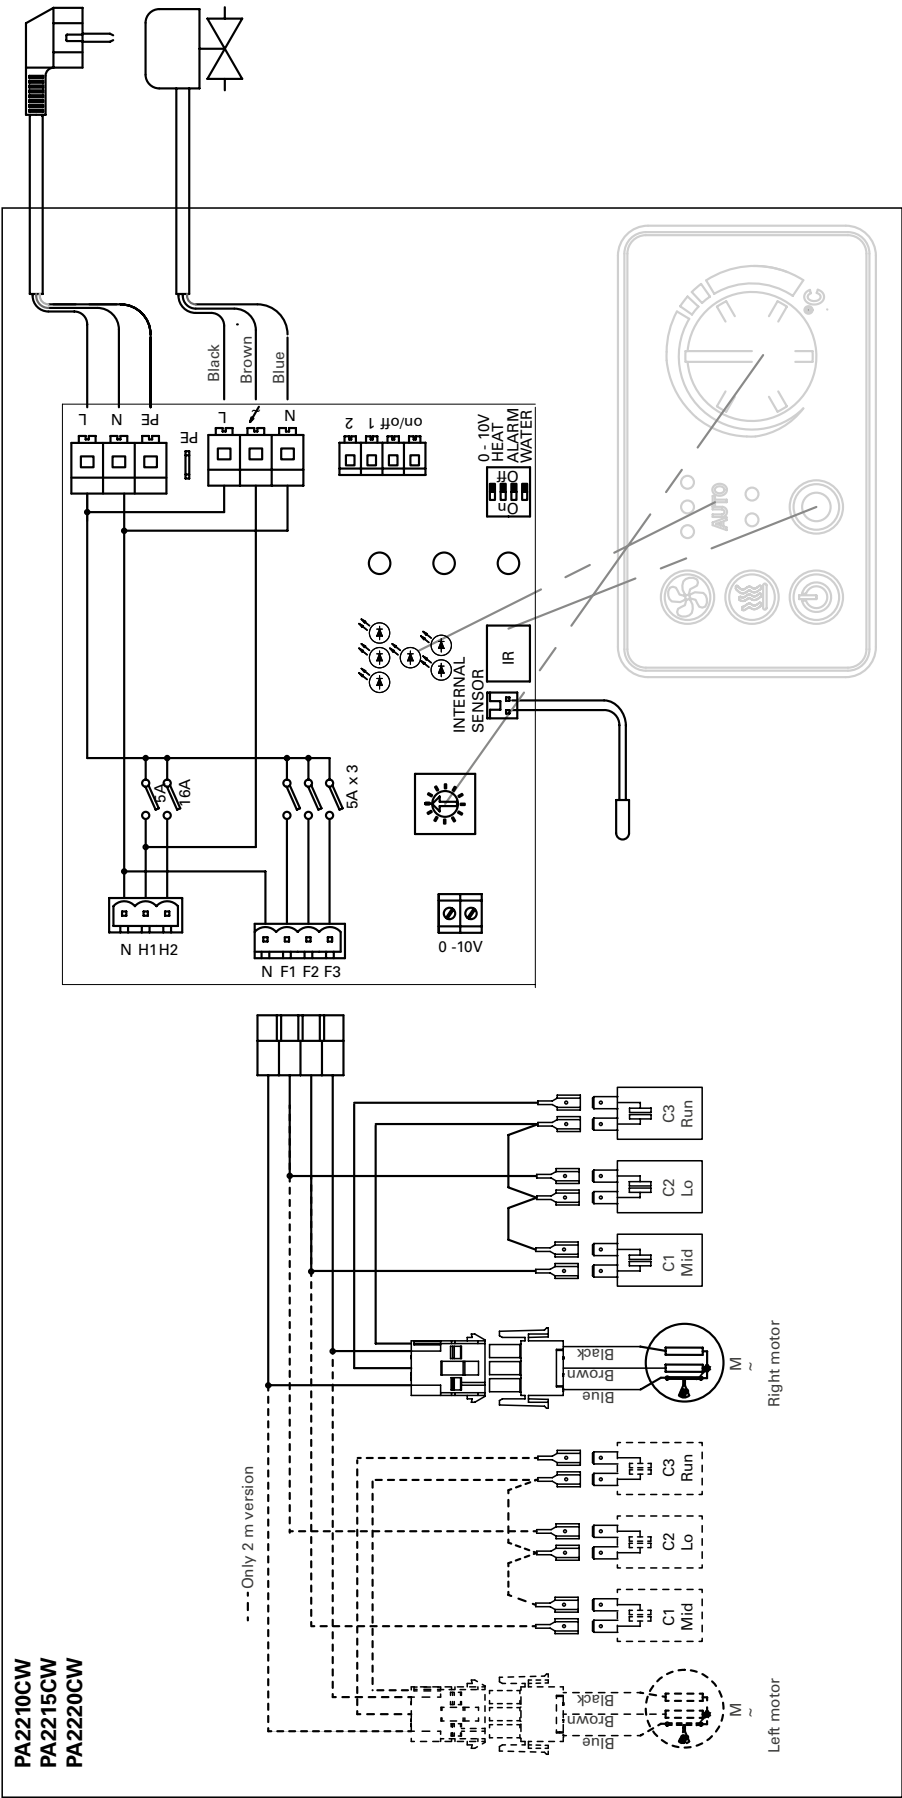 L
N
PE
PE
Black
Brown
Blue
L
N
2
1
on/off
0 - 10V
HEAT
ALARM
WATER
On
Off
°C
AUTO
INTERNAL
SENSOR
IR
5A
16A
5A x 3
N H1 H2
N F1 F2 F3
0 -10V
C3
Run
C2
Lo
C1
Mid
Black
Brown
Blue
M
~
Right motor
Only 2 m version
C3
Run
C2
Lo
C1
Mid
Black
Brown
Blue
M
~
Left motor
PA2210CW
PA2215CW
PA2220CW